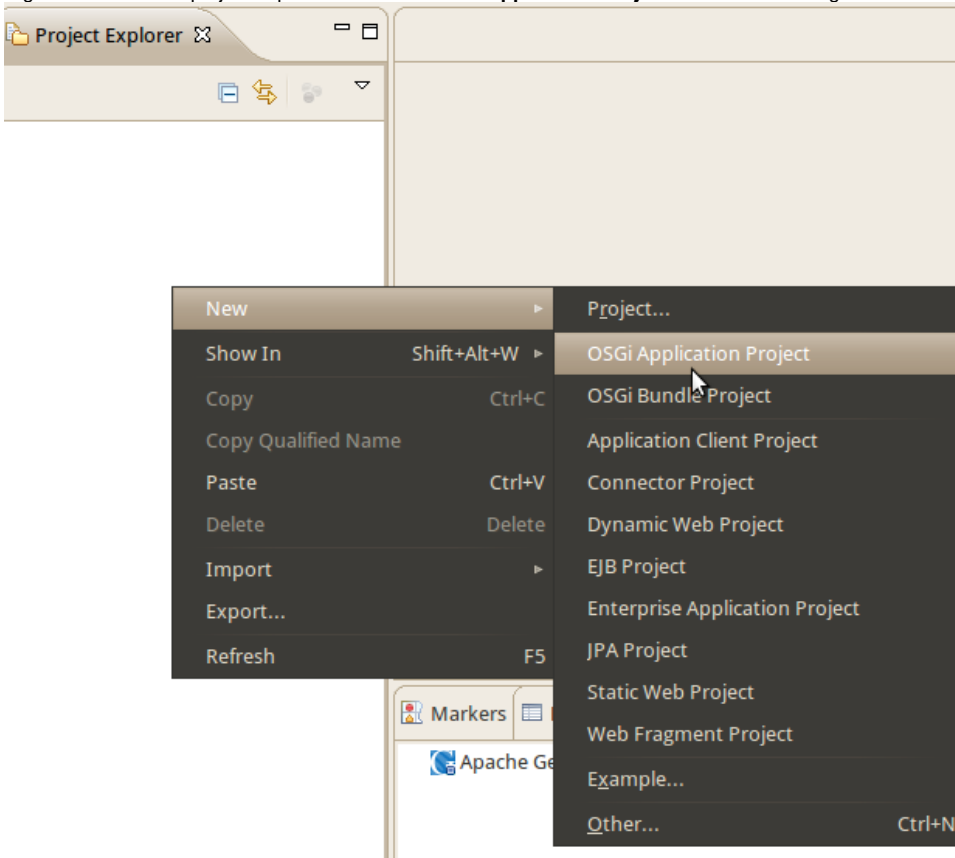 Project Explorer
New
Show In Shift+Alt+W
Copy Ctrl+C
Copy Qualified Name
Paste Ctrl+V
Delete Delete
Import
Export...
Refresh F5
Project...
OSGi Application Project
OSGi Bundle Project
Application Client Project
Connector Project
Dynamic Web Project
EJB Project
Enterprise Application Project
JPA Project
Static Web Project
Web Fragment Project
Example...
Other... Ctrl+N
Markers
Apache